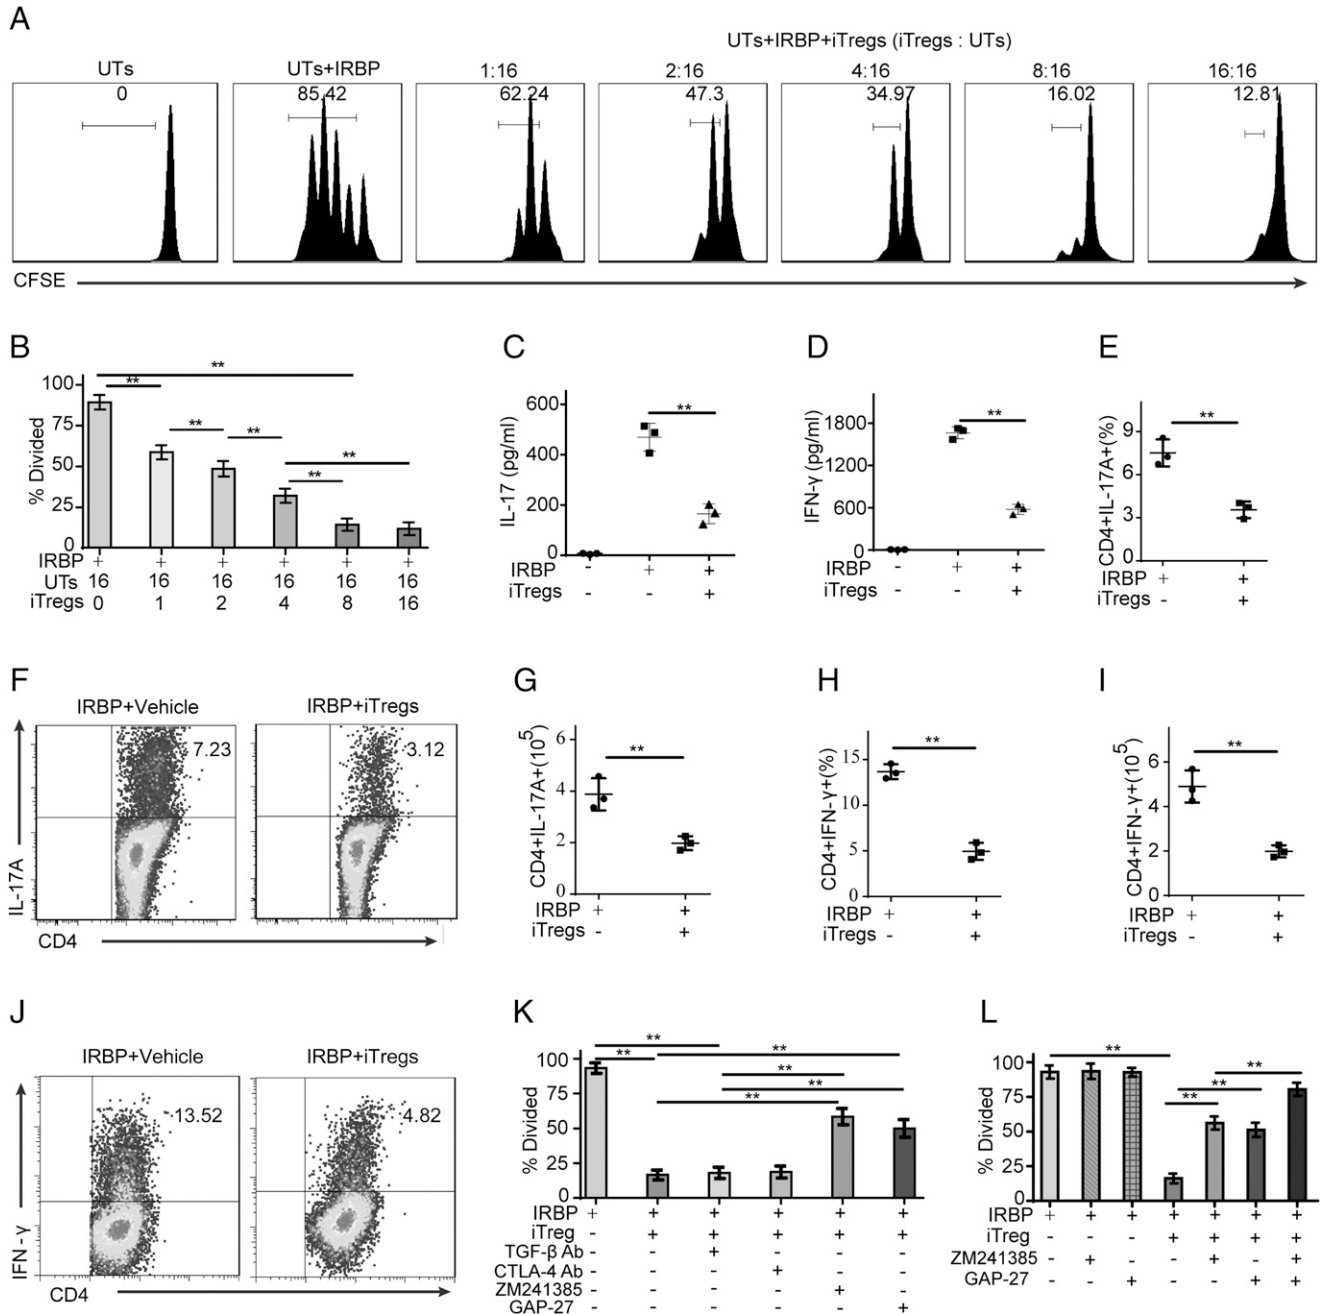 A
UTs+IRBP+iTregs (iTregs : UTs)
UTs UTs+IRBP 1:16 2:16 4:16 8:16 16:16
0 85.42 62.24 47.3 34.97 16.02 12.81
CFSE
B
% Divided
100
75
50
25
0
** ** ** ** ** **
IRBP + + + + + +
UTs 16 16 16 16 16 16
iTregs 0 1 2 4 8 16
C
IL-17 (pg/ml)
600
400
200
0
**
IRBP - + +
iTregs - - +
D
IFN-γ (pg/ml)
1800
1200
600
0
**
IRBP - + +
iTregs - - +
E
CD4+IL-17A+(%)
9
6
3
0
**
IRBP + +
iTregs - +
F
IRBP+Vehicle IRBP+iTregs
7.23 3.12
IL-17A
CD4
G
CD4+IL-17A+(10⁵)
6
4
2
0
**
IRBP + +
iTregs - +
H
CD4+IFN-γ+(%)
15
10
5
0
**
IRBP + +
iTregs - +
I
CD4+IFN-γ+(10⁵)
6
4
2
0
**
IRBP + +
iTregs - +
J
IRBP+Vehicle IRBP+iTregs
13.52 4.82
IFN-γ
CD4
K
% Divided
100
75
50
25
0
** ** ** ** ** **
IRBP + + + + + +
iTreg - + + + + +
TGF-β Ab - - + - - -
CTLA-4 Ab - - - + - -
ZM241385 - - - - + -
GAP-27 - - - - - +
L
% Divided
100
75
50
25
0
** ** ** **
IRBP + + + + + + +
iTreg - - - + + + +
ZM241385 - + - - + - +
GAP-27 - - + - - + +